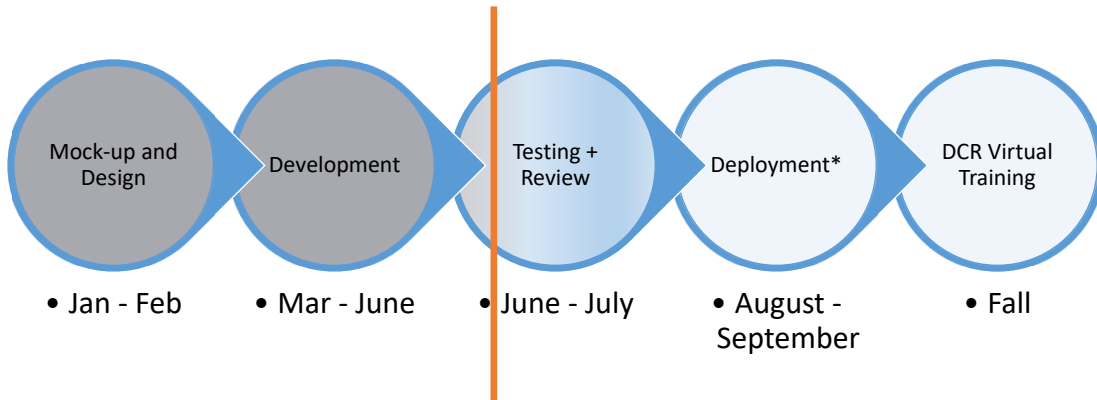 Mock-up and
Design
Development
Testing +
Review
Deployment*
DCR Virtual
Training
• Jan - Feb
• Mar - June
• June - July
• August -
September
• Fall